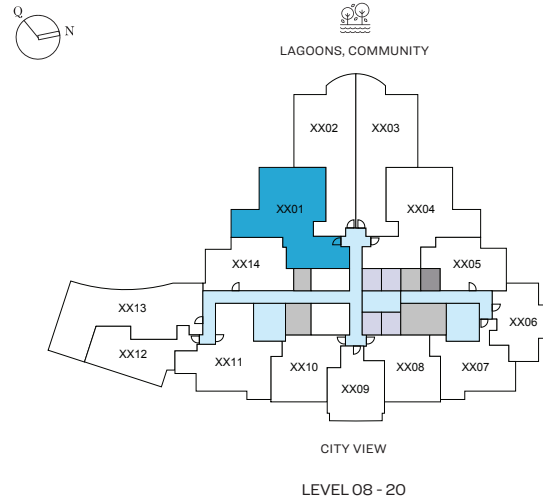 Q
N
LAGOONS, COMMUNITY
XX02
XX03
XX01
XX04
XX14
XX05
XX13
XX06
XX12
XX11
XX10
XX08
XX07
XX09
CITY VIEW
LEVEL 08 - 20